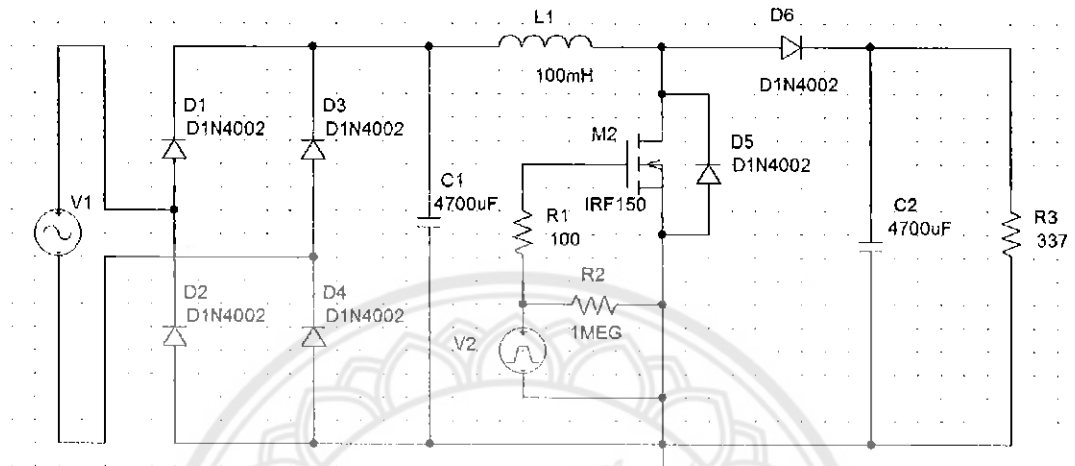 L1
100mH
D6
D1N4002
D1
D1N4002
D3
D1N4002
M2
IRF150
D5
D1N4002
V1
C1
4700uF
R1
100
C2
4700uF
R3
337
D2
D1N4002
D4
D1N4002
R2
1MEG
V2